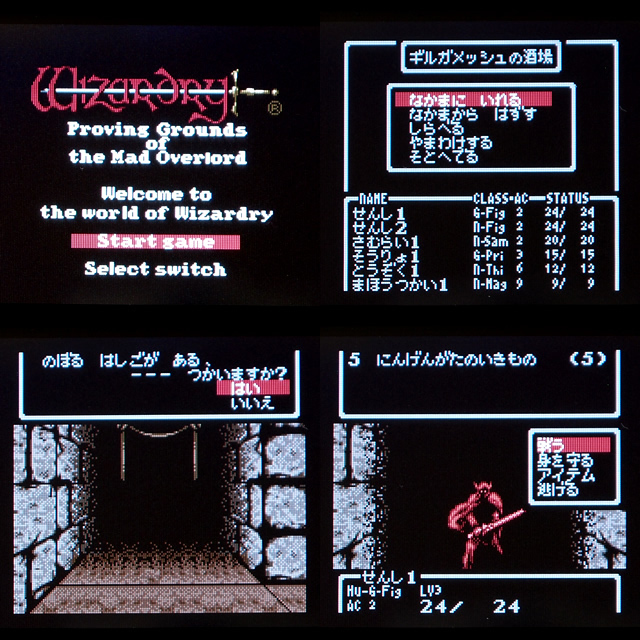 Wizardry®
Proving Grounds
of
the Mad Overlord
Welcome to
the world of Wizardry
Start game
Select switch
ギルガメッシュの酒場
なかまに いれる
なかまから はずす
しらべる
やまわけする
そとへでる
NAME CLASS-AC STATUS
せんし1 G-Fig 2 24/ 24
せんし2 N-Fig 2 24/ 24
さむらい1 N-Sam 2 20/ 20
そうりょ1 G-Pri 3 15/ 15
とうぞく1 N-Thi 6 12/ 12
まほうつかい1 N-Mag 9 9/ 9
のぼる はしごが ある、
--- つかいますか?
はい
いいえ
5 にんげんがたのいきもの (5)
戦う
身を守る
アイテム
逃げる
せんし1
Hu-G-Fig LV3
AC 2 24/ 24